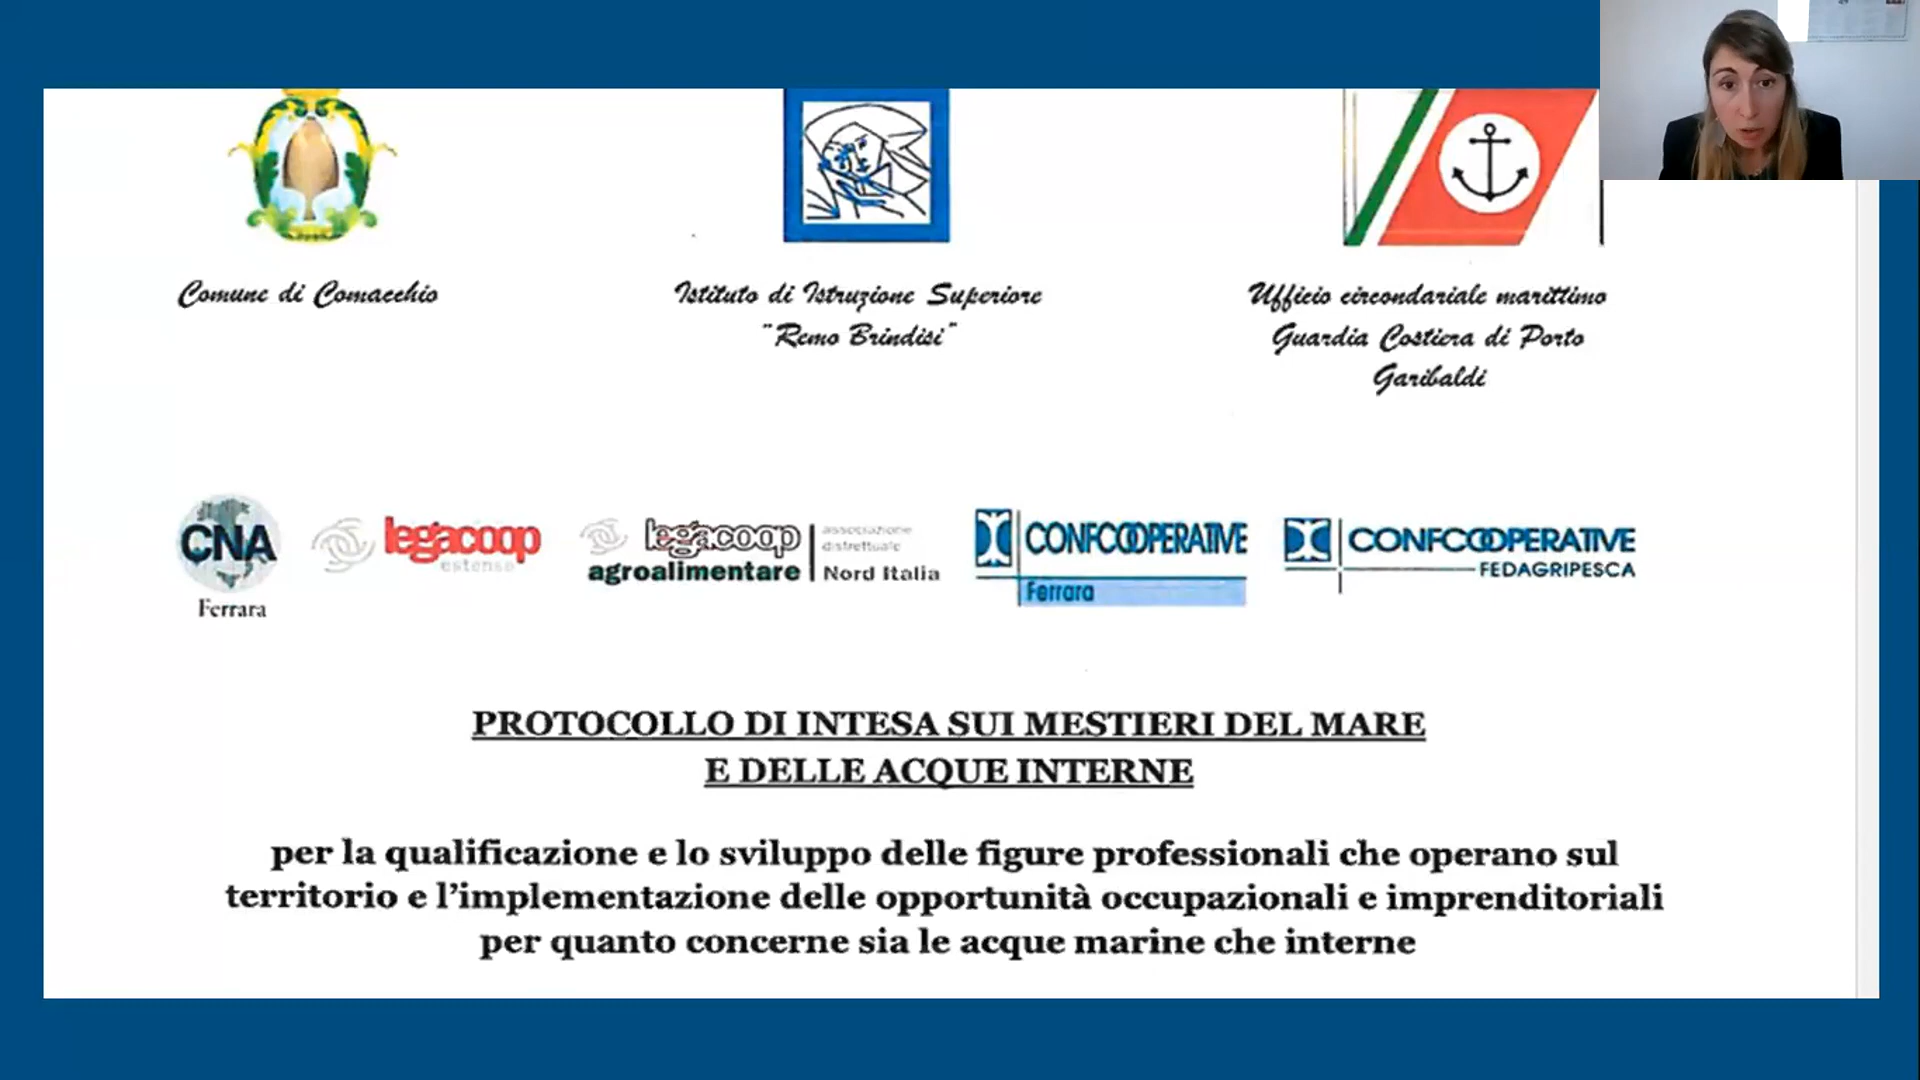 Comune di Comacchio
Istituto di Istruzione Superiore
"Remo Brindisi"
Ufficio circondariale marittimo
Guardia Costiera di Porto
Garibaldi
CNA
Ferrara
legacoop
estense
legacoop
agroalimentare
associazione
distrettuale
Nord Italia
CONFCOOPERATIVE
Ferrara
CONFCOOPERATIVE
FEDAGRIPESCA
PROTOCOLLO DI INTESA SUI MESTIERI DEL MARE
E DELLE ACQUE INTERNE
per la qualificazione e lo sviluppo delle figure professionali che operano sul
territorio e l’implementazione delle opportunità occupazionali e imprenditoriali
per quanto concerne sia le acque marine che interne